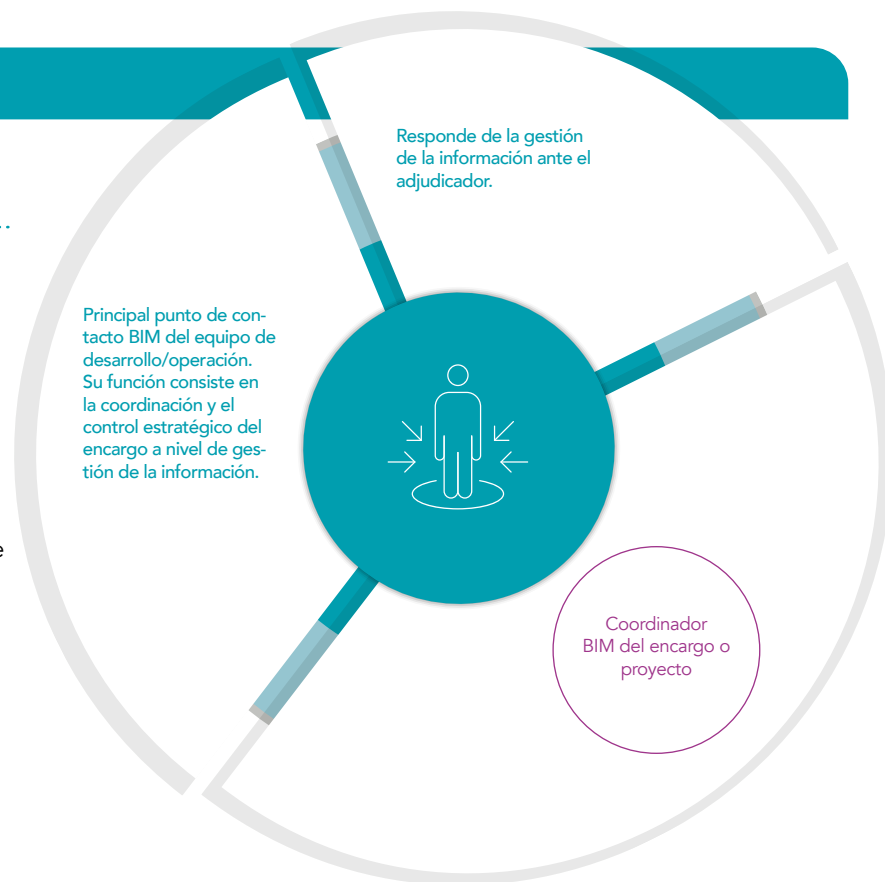 Responde de la gestión
de la información ante el
adjudicador.
Principal punto de con-
tacto BIM del equipo de
desarrollo/operación.
Su función consiste en
la coordinación y el
control estratégico del
encargo a nivel de ges-
tión de la información.
e
Coordinador
BIM del encargo o
proyecto